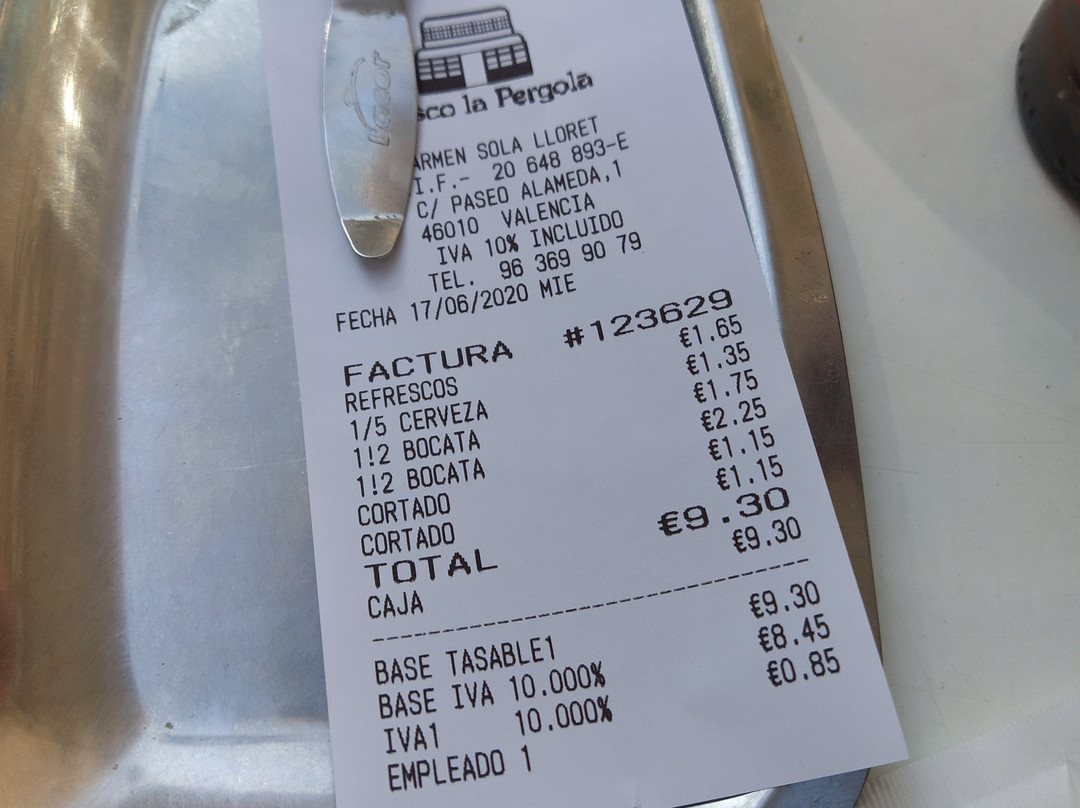 lacor
sco la Pergola
ARMEN SOLA LLORET
I.F.- 20 648 893-E
C/ PASEO ALAMEDA,1
46010 VALENCIA
IVA 10% INCLUIDO
TEL. 96 369 90 79
FECHA 17/06/2020 MIE
FACTURA #123629
REFRESCOS €1.65
1/5 CERVEZA €1.35
1!2 BOCATA €1.75
1!2 BOCATA €2.25
CORTADO €1.15
CORTADO €1.15
TOTAL €9.30
CAJA €9.30
BASE TASABLE1 €9.30
BASE IVA 10.000% €8.45
IVA1 10.000% €0.85
EMPLEADO 1